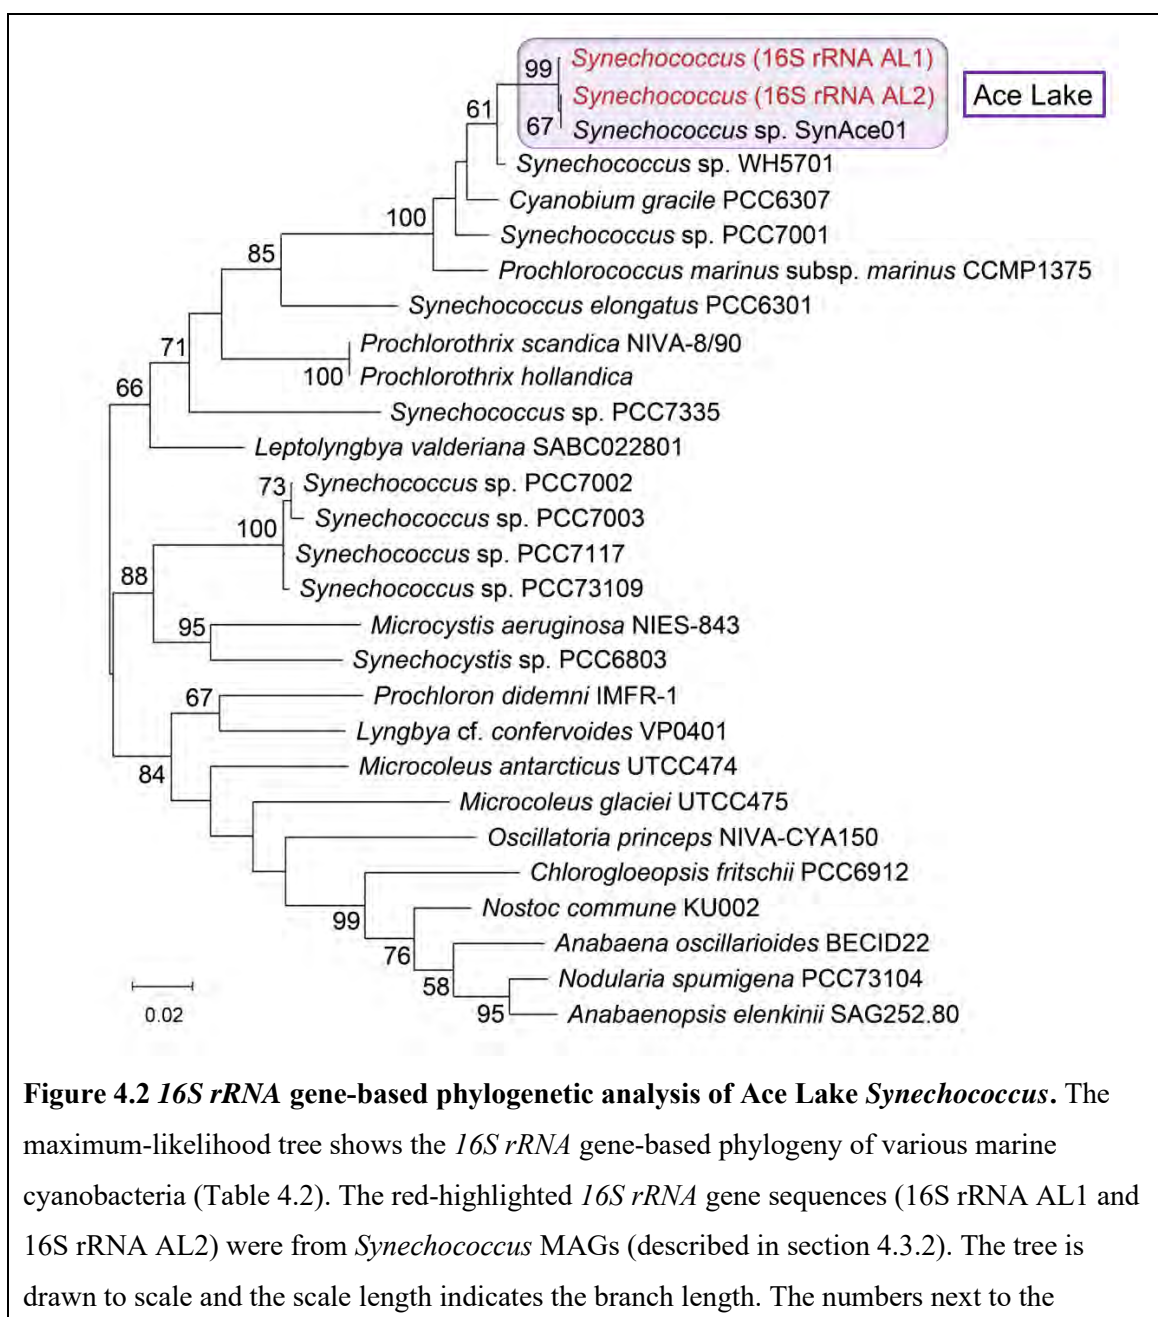 99
Synechococcus (16S rRNA AL1)
Synechococcus (16S rRNA AL2)
Ace Lake
61
67
Synechococcus sp. SynAce01
Synechococcus sp. WH5701
Cyanobium gracile PCC6307
100
Synechococcus sp. PCC7001
85
Prochlorococcus marinus subsp. marinus CCMP1375
Synechococcus elongatus PCC6301
71
Prochlorothrix scandica NIVA-8/90
100
Prochlorothrix hollandica
66
Synechococcus sp. PCC7335
Leptolyngbya valderiana SABC022801
73
Synechococcus sp. PCC7002
Synechococcus sp. PCC7003
100
Synechococcus sp. PCC7117
88
Synechococcus sp. PCC73109
95
Microcystis aeruginosa NIES-843
Synechocystis sp. PCC6803
67
Prochloron didemni IMFR-1
Lyngbya cf. confervoides VP0401
84
Microcoleus antarcticus UTCC474
Microcoleus glaciei UTCC475
Oscillatoria princeps NIVA-CYA150
Chlorogloeopsis fritschii PCC6912
99
Nostoc commune KU002
76
Anabaena oscillarioides BECID22
58
Nodularia spumigena PCC73104
95
Anabaenopsis elenkinii SAG252.80
0.02
Figure 4.2 16S rRNA gene-based phylogenetic analysis of Ace Lake Synechococcus. The
maximum-likelihood tree shows the 16S rRNA gene-based phylogeny of various marine
cyanobacteria (Table 4.2). The red-highlighted 16S rRNA gene sequences (16S rRNA AL1 and
16S rRNA AL2) were from Synechococcus MAGs (described in section 4.3.2). The tree is
drawn to scale and the scale length indicates the branch length. The numbers next to the